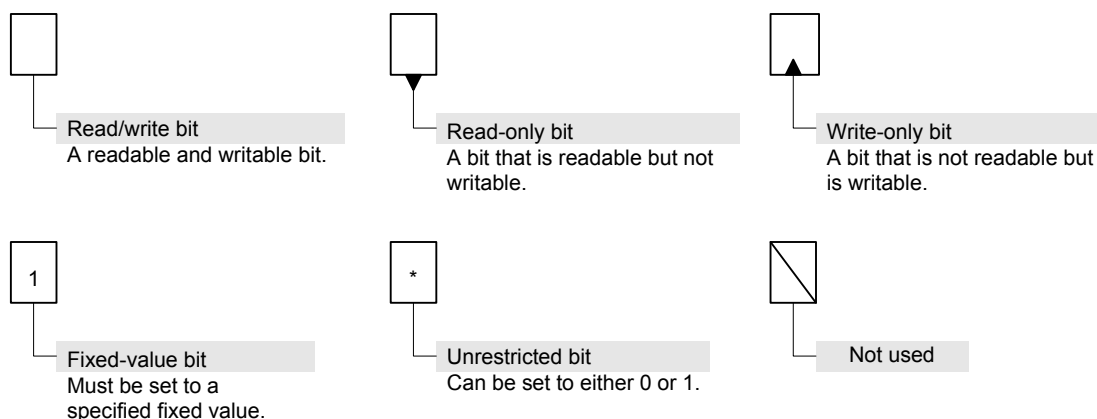 Read/write bit
A readable and writable bit.
Read-only bit
A bit that is readable but not
writable.
Write-only bit
A bit that is not readable but
is writable.
1
Fixed-value bit
Must be set to a
specified fixed value.
*
Unrestricted bit
Can be set to either 0 or 1.
Not used